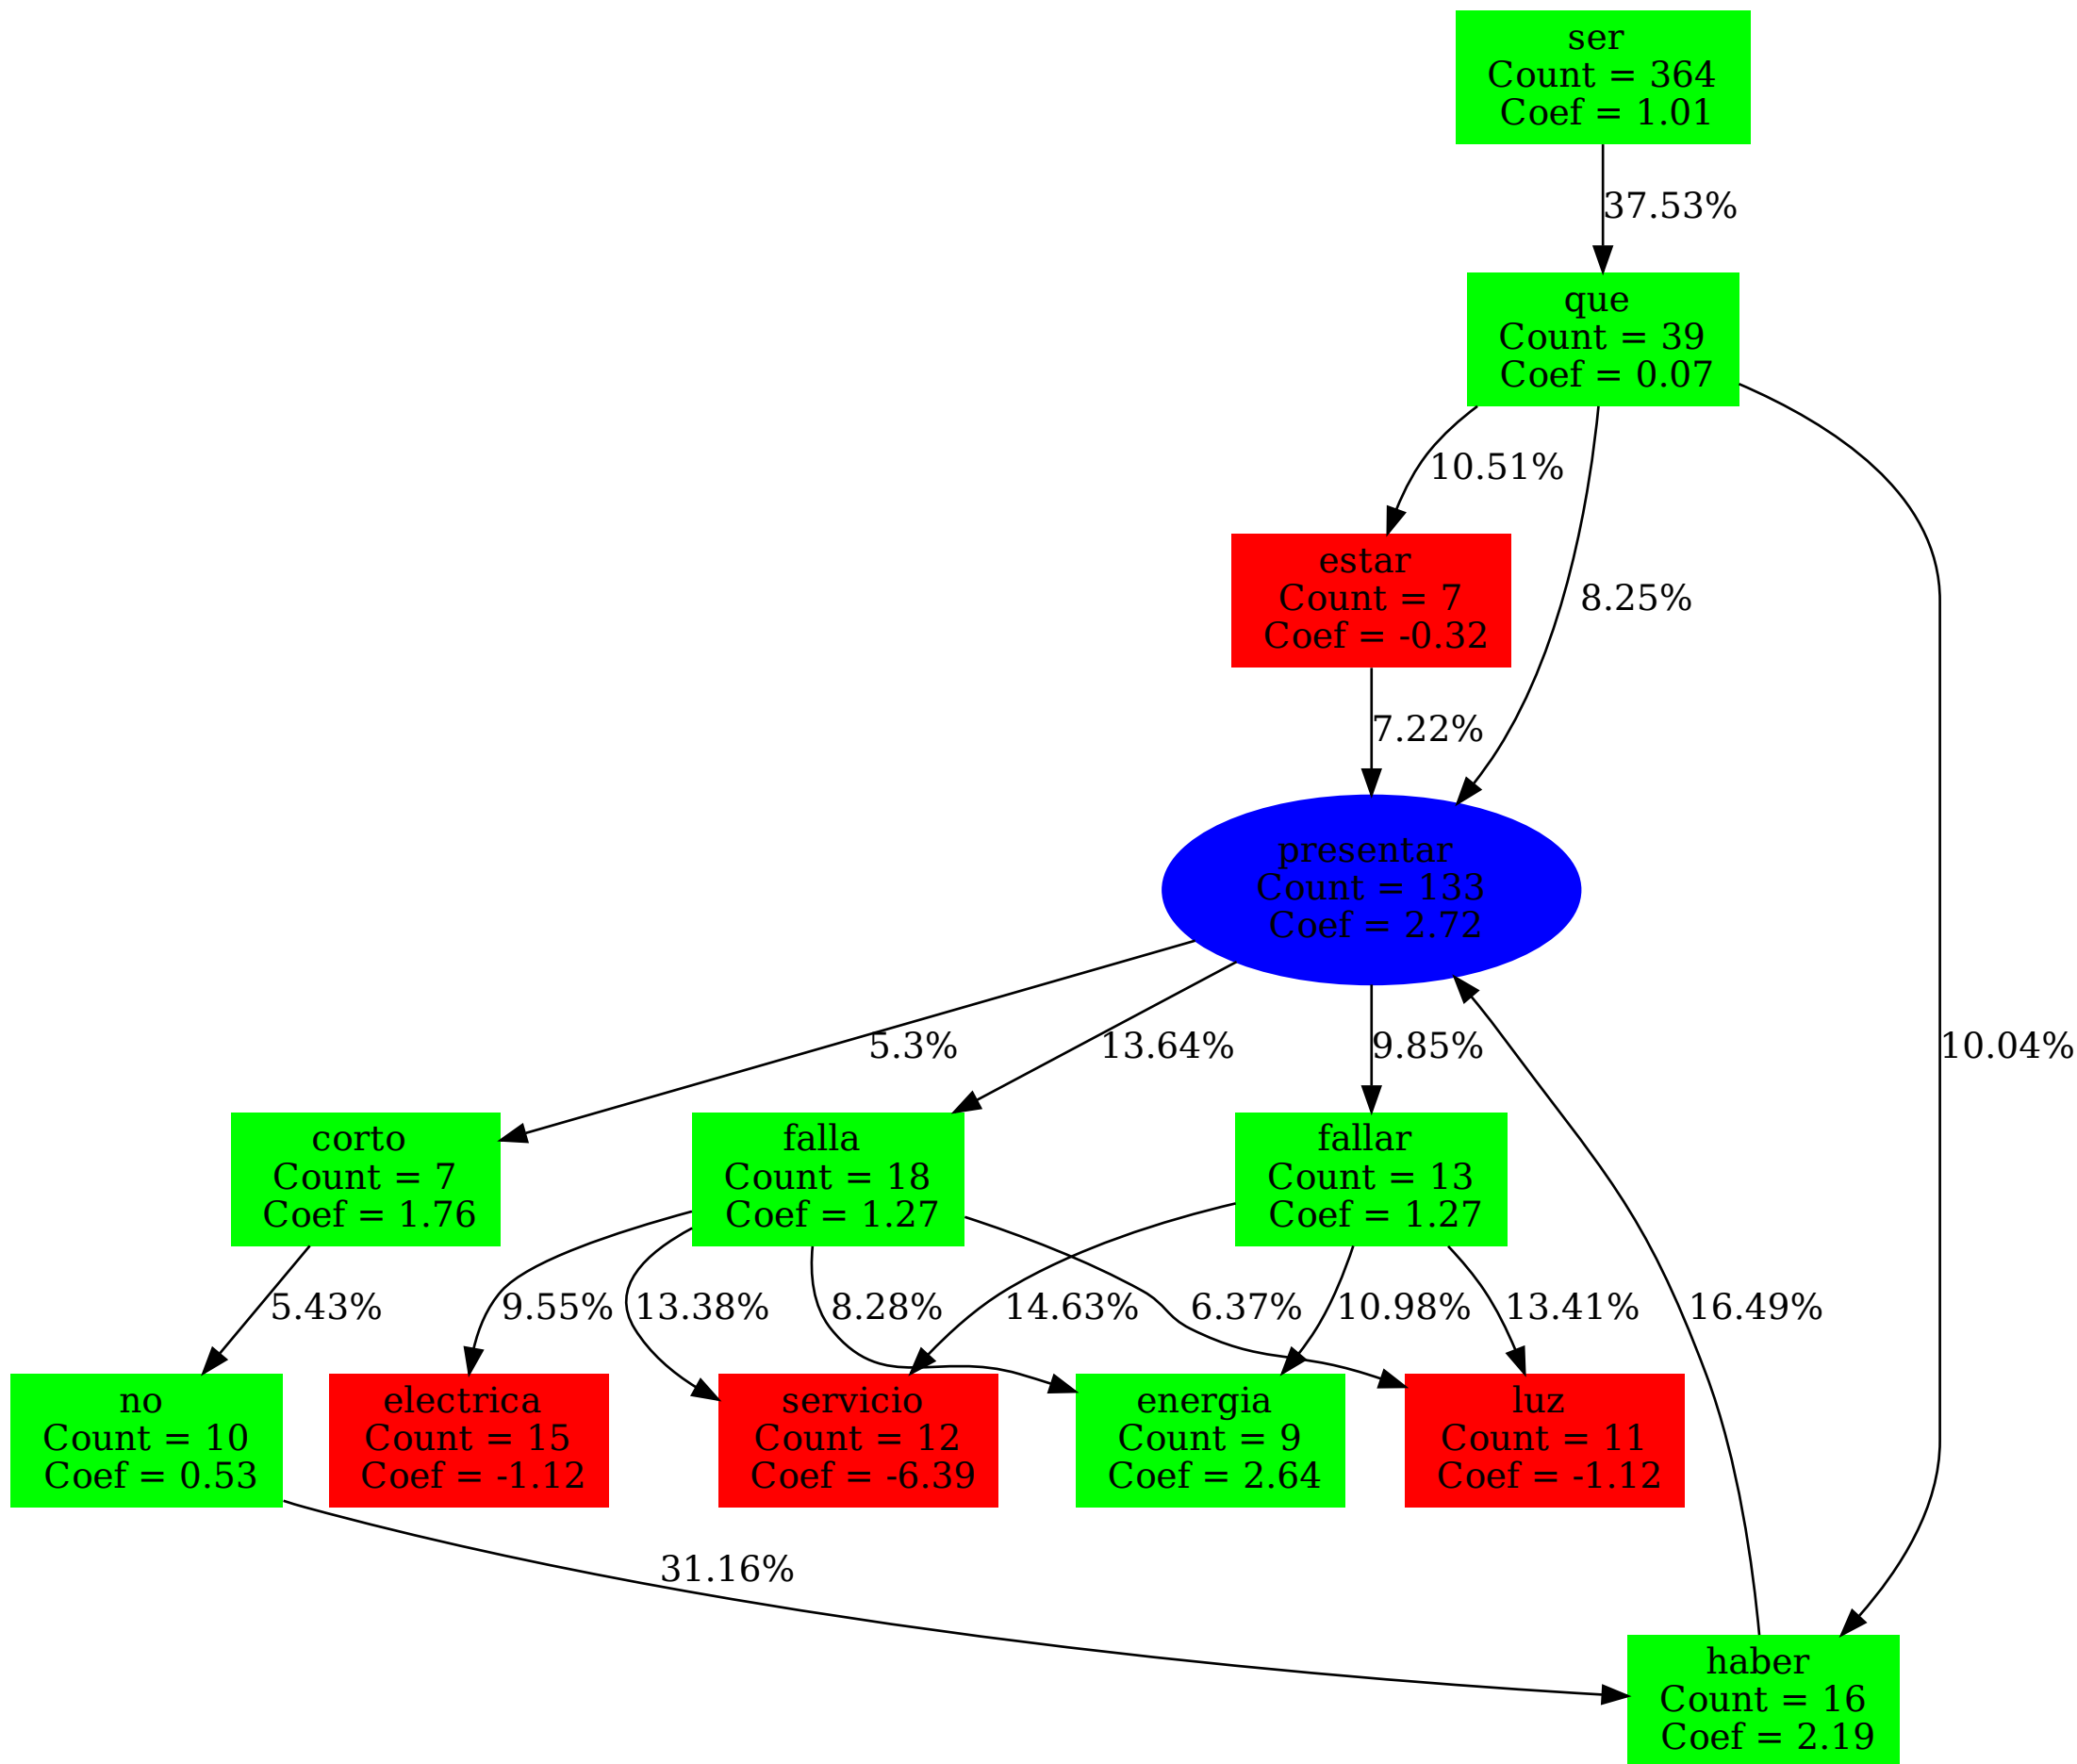 ser
Count = 364
Coef = 1.01
37.53%
que
Count = 39
Coef = 0.07
10.51%
estar
Count = 7
Coef = -0.32
8.25%
7.22%
presentar
Count = 133
Coef = 2.72
5.3%
13.64%
9.85%
10.04%
corto
Count = 7
Coef = 1.76
falla
Count = 18
Coef = 1.27
fallar
Count = 13
Coef = 1.27
5.43%
9.55%
13.38%
8.28%
14.63%
6.37%
10.98%
13.41%
16.49%
no
Count = 10
Coef = 0.53
electrica
Count = 15
Coef = -1.12
servicio
Count = 12
Coef = -6.39
energia
Count = 9
Coef = 2.64
luz
Count = 11
Coef = -1.12
31.16%
haber
Count = 16
Coef = 2.19